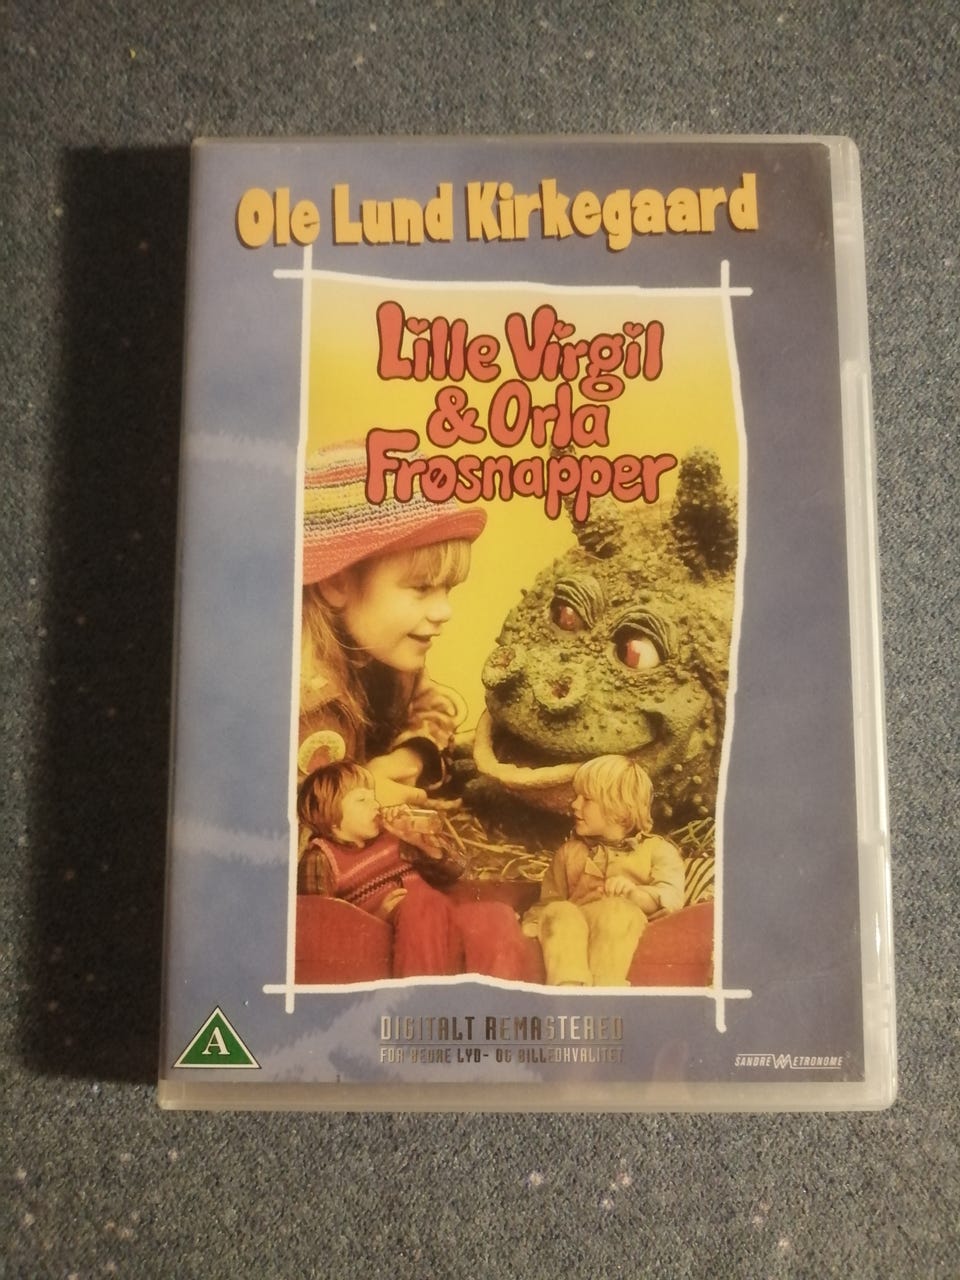 Ole Lund Kirkegaard
Lille Virgil
& Orla
Frøsnapper
A
DIGITALT REMASTERED
FOR BEDRE LYD- OG BILLEDKVALITET
SANDREW METRONOME